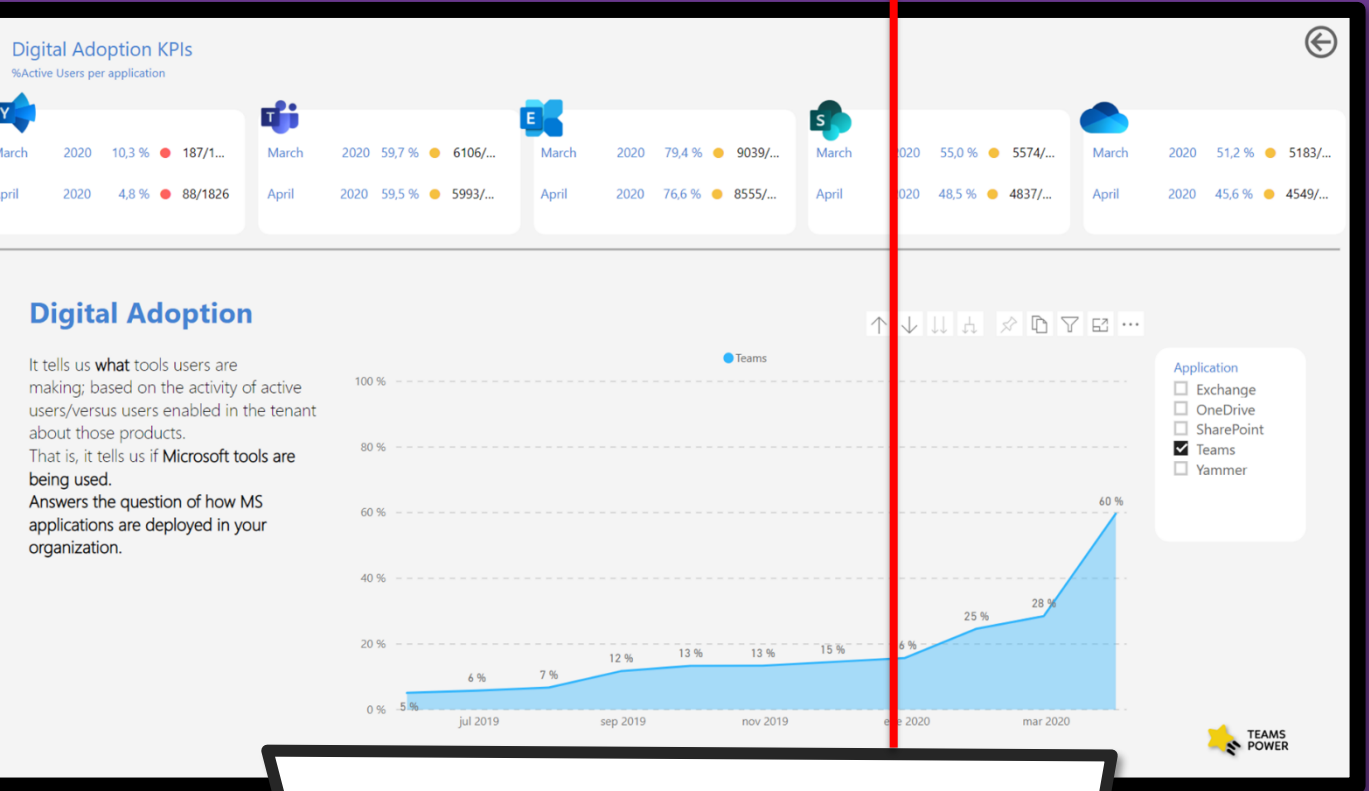 Digital Adoption KPIs
%Active Users per application
Y
T
E
S
March 2020 10,3 % 187/1...
March 2020 59,7 % 6106/...
March 2020 79,4 % 9039/...
March 2020 55,0 % 5574/...
March 2020 51,2 % 5183/...
April 2020 4,8 % 88/1826
April 2020 59,5 % 5993/...
April 2020 76,6 % 8555/...
April 2020 48,5 % 4837/...
April 2020 45,6 % 4549/...
Digital Adoption
It tells us what tools users are
making; based on the activity of active
users/versus users enabled in the tenant
about those products.
That is, it tells us if Microsoft tools are
being used.
Answers the question of how MS
applications are deployed in your
organization.
Teams
100 %
80 %
60 %
40 %
20 %
0 %
5 %
6 %
7 %
12 %
13 %
13 %
15 %
6 %
25 %
28 %
60 %
jul 2019
sep 2019
nov 2019
2020
mar 2020
Application
Exchange
OneDrive
SharePoint
Teams
Yammer
TEAMS
POWER